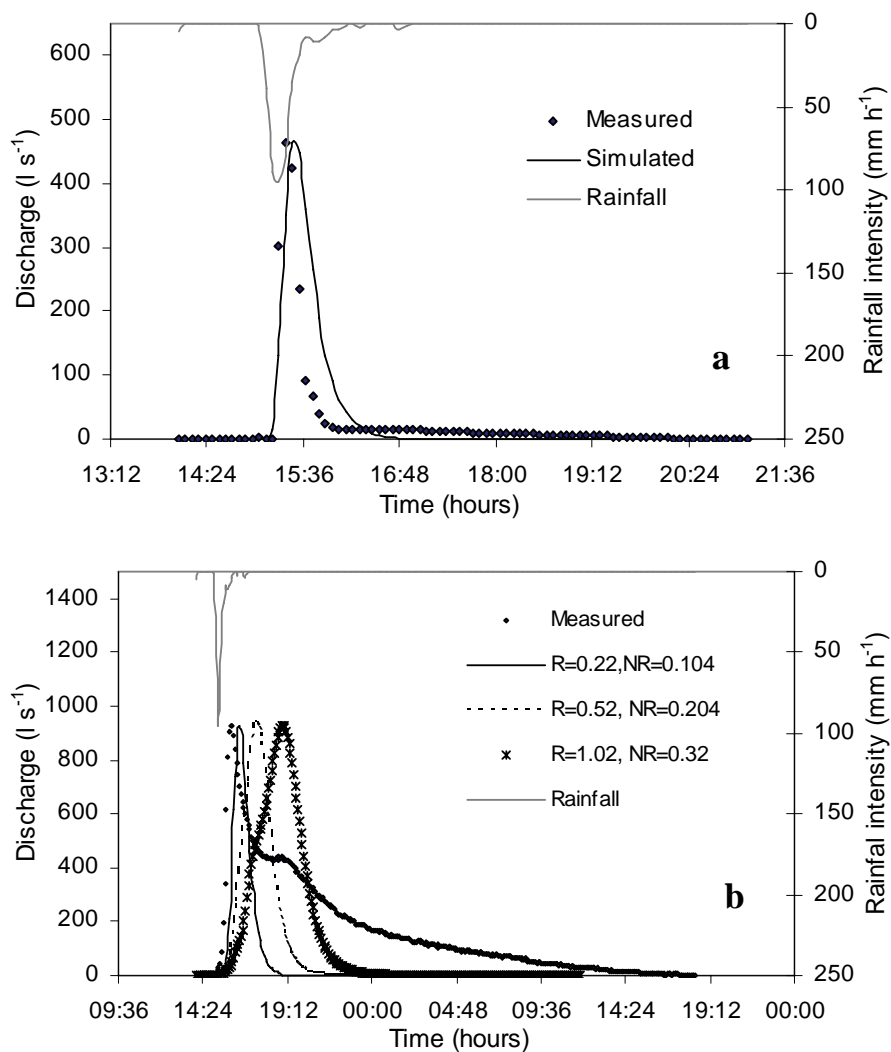 600
500
400
300
200
100
0
Discharge (l s⁻¹)
0
50
100
150
200
250
Rainfall intensity (mm h⁻¹)
Measured
Simulated
Rainfall
a
13:12 14:24 15:36 16:48 18:00 19:12 20:24 21:36
Time (hours)
1400
1200
1000
800
600
400
200
0
Discharge (l s⁻¹)
0
50
100
150
200
250
Rainfal intensity (mm h⁻¹)
Measured
R=0.22,NR=0.104
R=0.52, NR=0.204
R=1.02, NR=0.32
Rainfall
b
09:36 14:24 19:12 00:00 04:48 09:36 14:24 19:12 00:00
Time (hours)